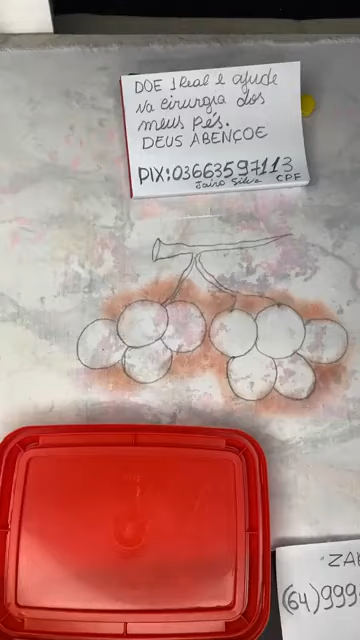 DOE 1 Real e ajude
na cirurgia dos
meus pés.
DEUS ABENÇOE
PIX:03663597113
Jairo Silva CPF
ZA
(64)999